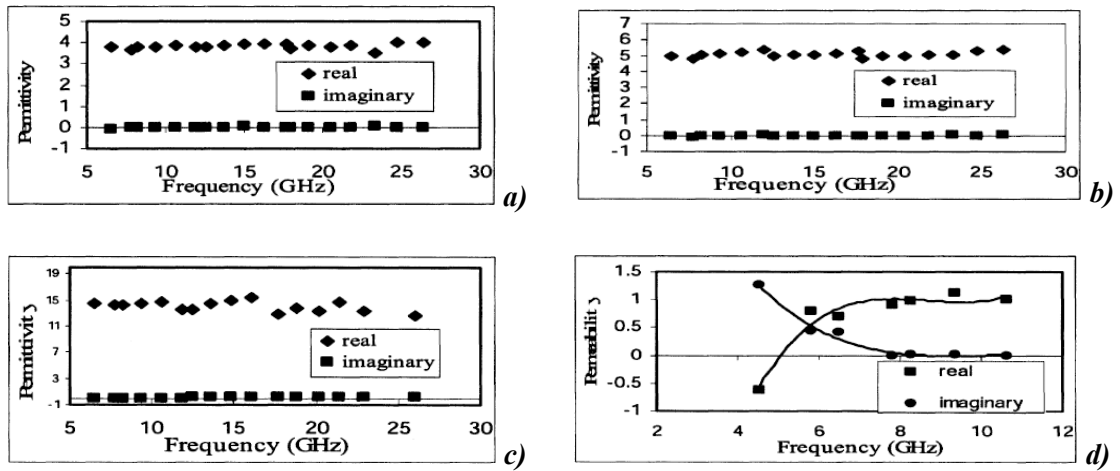 5
4
3
2
1
0
-1
Permittivity
real
imaginary
5 10 15 20 25 30
Frequency (GHz)
a)
7
6
5
4
3
2
1
0
-1
Permittivity
real
imaginary
5 10 15 20 25 30
Frequency (GHz)
b)
19
15
11
7
3
-1
Permittivity
real
imaginary
5 10 15 20 25 30
Frequency (GHz)
c)
1.5
1
0.5
0
-0.5
-1
Permeability
real
imaginary
2 4 6 8 10 12
Frequency (GHz)
d)